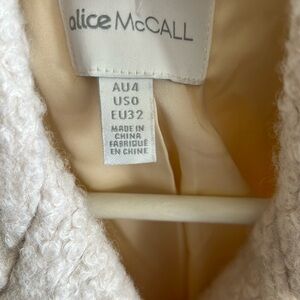 alice McCALL
AU4
US0
EU32
MADE IN
CHINA
FABRIQUÉ
EN CHINE